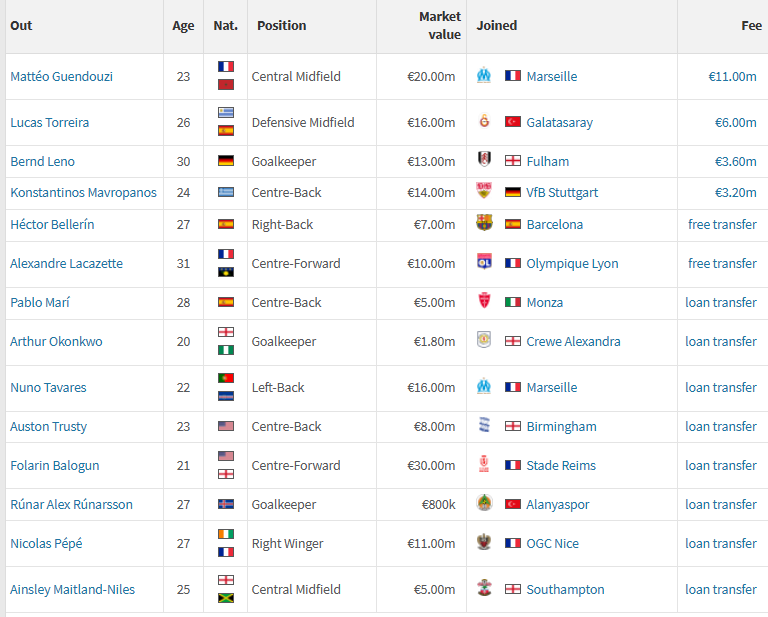 Out Age Nat. Position Market value Joined Fee
Mattéo Guendouzi 23 Central Midfield €20.00m Marseille €11.00m
Lucas Torreira 26 Defensive Midfield €16.00m Galatasaray €6.00m
Bernd Leno 30 Goalkeeper €13.00m Fulham €3.60m
Konstantinos Mavropanos 24 Centre-Back €14.00m VfB Stuttgart €3.20m
Héctor Bellerín 27 Right-Back €7.00m Barcelona free transfer
Alexandre Lacazette 31 Centre-Forward €10.00m Olympique Lyon free transfer
Pablo Marí 28 Centre-Back €5.00m Monza loan transfer
Arthur Okonkwo 20 Goalkeeper €1.80m Crewe Alexandra loan transfer
Nuno Tavares 22 Left-Back €16.00m Marseille loan transfer
Auston Trusty 23 Centre-Back €8.00m Birmingham loan transfer
Folarin Balogun 21 Centre-Forward €30.00m Stade Reims loan transfer
Rúnar Alex Rúnarsson 27 Goalkeeper €800k Alanyaspor loan transfer
Nicolas Pépé 27 Right Winger €11.00m OGC Nice loan transfer
Ainsley Maitland-Niles 25 Central Midfield €5.00m Southampton loan transfer